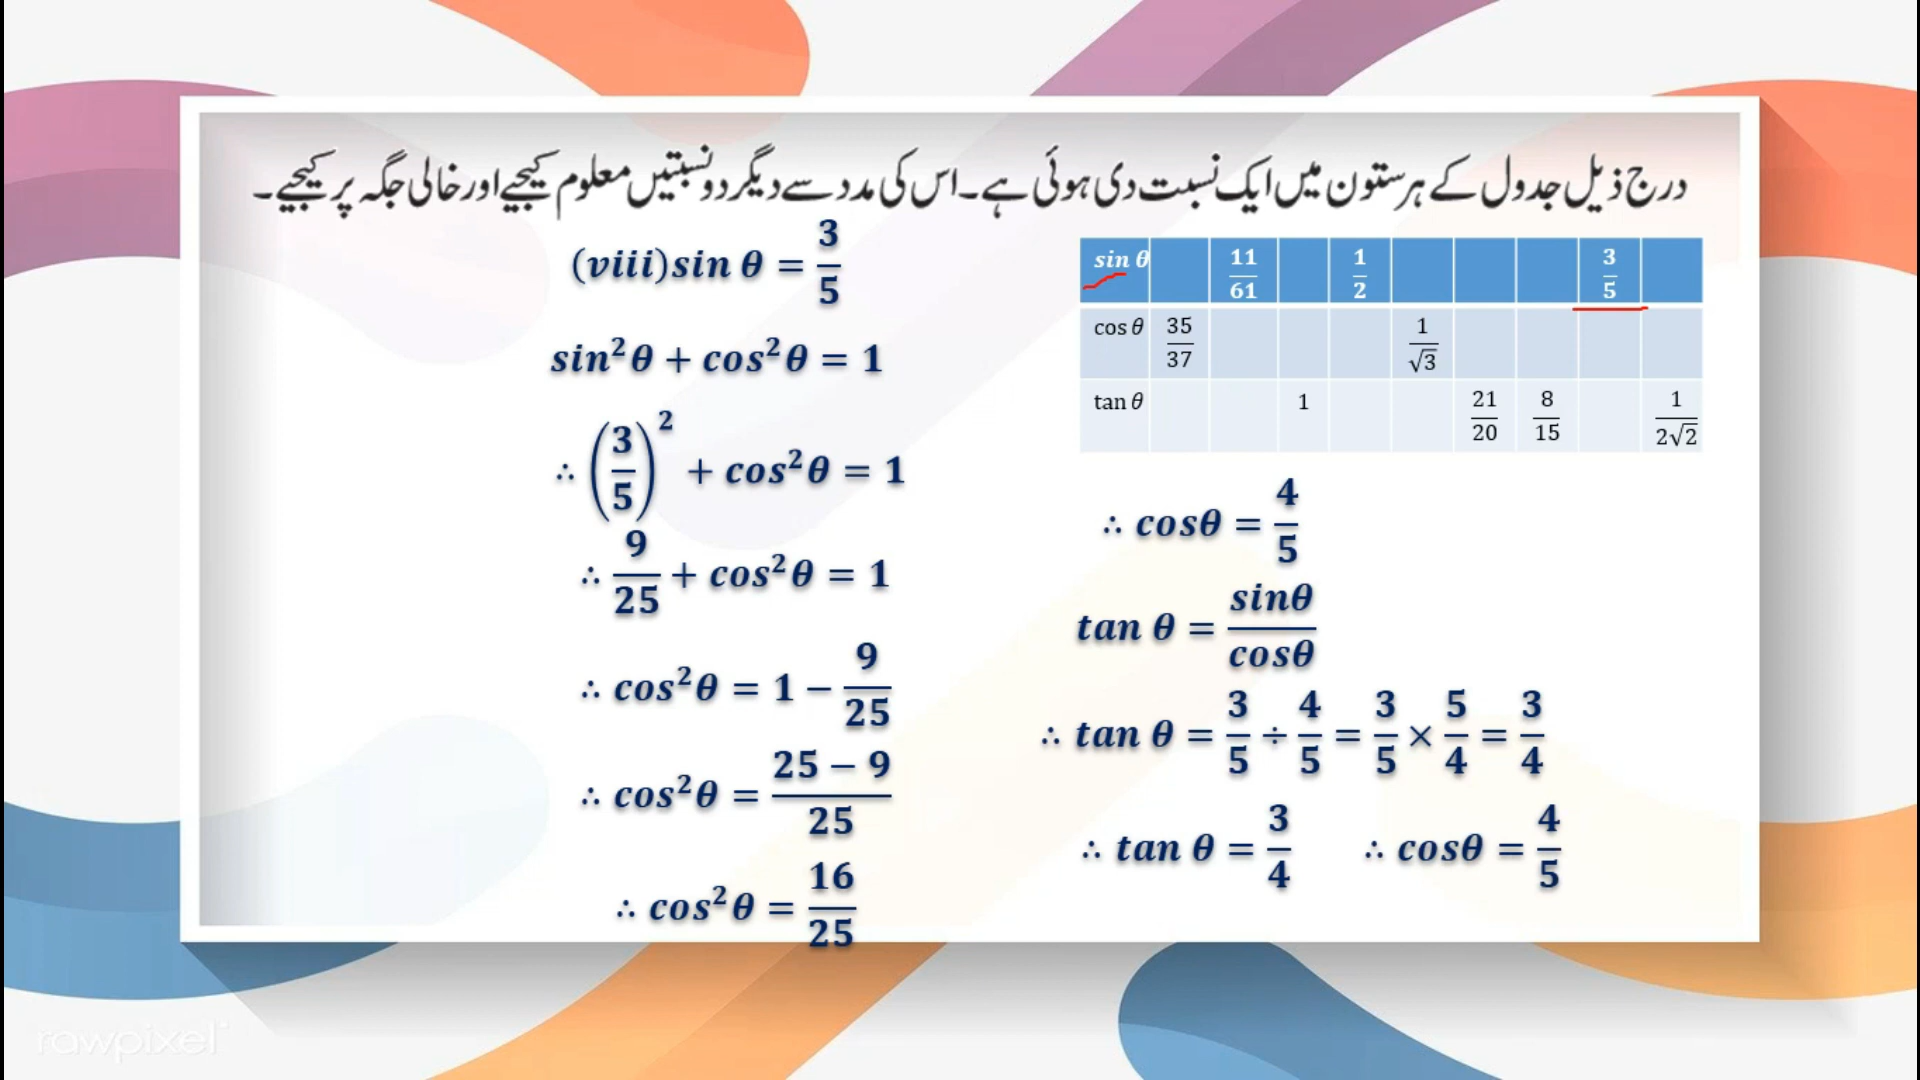 درج ذیل جدول کے ہر ستون میں ایک نسبت دی ہوئی ہے۔ اس کی مدد سے دیگر دو نسبتیں معلوم کیجیے اور خالی جگہ پر کیجیے۔
(viii) sin θ = 3/5
sin²θ + cos²θ = 1
∴ (3/5)² + cos²θ = 1
∴ 9/25 + cos²θ = 1
∴ cos²θ = 1 − 9/25
∴ cos²θ = (25 − 9)/25
∴ cos²θ = 16/25
sin θ 11/61 1/2 3/5
cos θ 35/37 1/√3
tan θ 1 21/20 8/15 1/(2√2)
∴ cosθ = 4/5
tan θ = sinθ/cosθ
∴ tan θ = 3/5 ÷ 4/5 = 3/5 × 5/4 = 3/4
∴ tan θ = 3/4 ∴ cosθ = 4/5
rawpixel